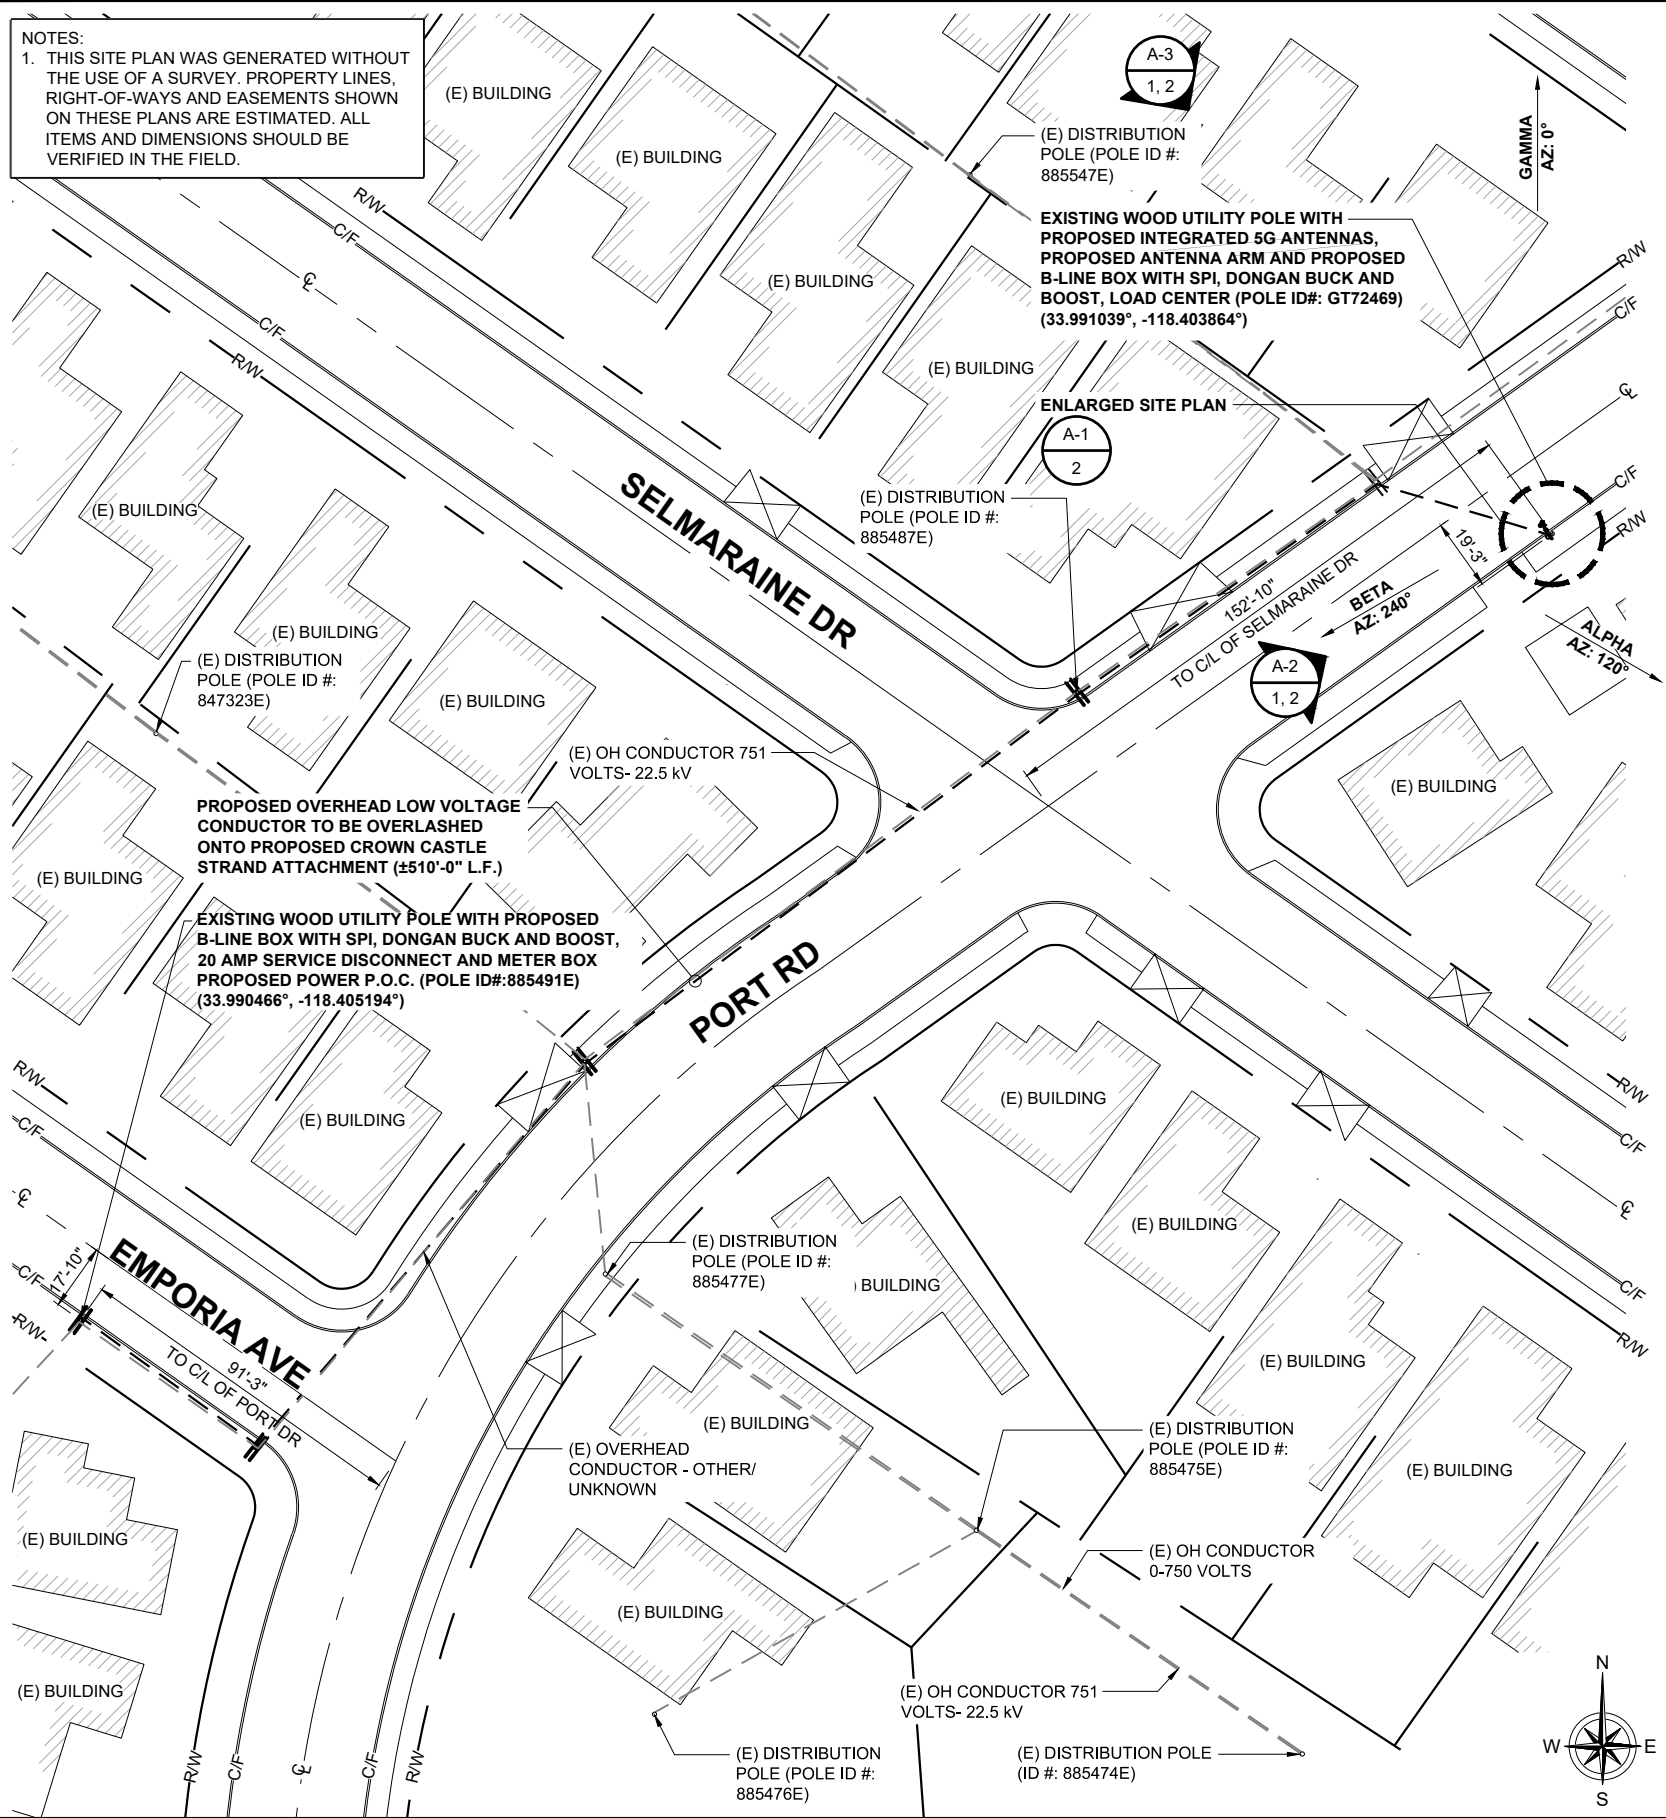 NOTES:
1. THIS SITE PLAN WAS GENERATED WITHOUT
THE USE OF A SURVEY. PROPERTY LINES,
RIGHT-OF-WAYS AND EASEMENTS SHOWN
ON THESE PLANS ARE ESTIMATED. ALL
ITEMS AND DIMENSIONS SHOULD BE
VERIFIED IN THE FIELD.
(E) BUILDING
(E) BUILDING
(E) BUILDING
(E) BUILDING
A-3
1, 2
(E) DISTRIBUTION
POLE (POLE ID #:
885547E)
GAMMA
AZ: 0°
EXISTING WOOD UTILITY POLE WITH
PROPOSED INTEGRATED 5G ANTENNAS,
PROPOSED ANTENNA ARM AND PROPOSED
B-LINE BOX WITH SPI, DONGAN BUCK AND
BOOST, LOAD CENTER (POLE ID#: GT72469)
(33.991039°, -118.403864°)
R/W
C/F
℄
C/F
R/W
R/W
C/F
℄
C/F
R/W
ENLARGED SITE PLAN
A-1
2
(E) DISTRIBUTION
POLE (POLE ID #:
885487E)
SELMARAINE DR
19'-3"
152'-10"
TO C/L OF SELMARAINE DR
BETA
AZ: 240°
ALPHA
AZ: 120°
A-2
1, 2
(E) BUILDING
(E) BUILDING
(E) DISTRIBUTION
POLE (POLE ID #:
847323E)
(E) BUILDING
(E) OH CONDUCTOR 751
VOLTS- 22.5 kV
(E) BUILDING
PROPOSED OVERHEAD LOW VOLTAGE
CONDUCTOR TO BE OVERLASHED
ONTO PROPOSED CROWN CASTLE
STRAND ATTACHMENT (±510'-0" L.F.)
(E) BUILDING
EXISTING WOOD UTILITY POLE WITH PROPOSED
B-LINE BOX WITH SPI, DONGAN BUCK AND BOOST,
20 AMP SERVICE DISCONNECT AND METER BOX
PROPOSED POWER P.O.C. (POLE ID#:885491E)
(33.990466°, -118.405194°)
PORT RD
(E) BUILDING
(E) BUILDING
R/W
C/F
℄
C/F
R/W
R/W
C/F
℄
C/F
R/W
17'-10"
EMPORIA AVE
91'-3"
TO C/L OF PORT DR
(E) DISTRIBUTION
POLE (POLE ID #:
885477E)
) BUILDING
(E) BUILDING
(E) BUILDING
(E) BUILDING
(E) OVERHEAD
CONDUCTOR - OTHER/
UNKNOWN
(E) DISTRIBUTION
POLE (POLE ID #:
885475E)
(E) BUILDING
(E) BUILDING
(E) OH CONDUCTOR
0-750 VOLTS
(E) BUILDING
(E) BUILDING
(E) OH CONDUCTOR 751
VOLTS- 22.5 kV
(E) DISTRIBUTION
POLE (POLE ID #:
885476E)
(E) DISTRIBUTION POLE
(ID #: 885474E)
R/W
C/F
℄
C/F
R/W
N
W
E
S